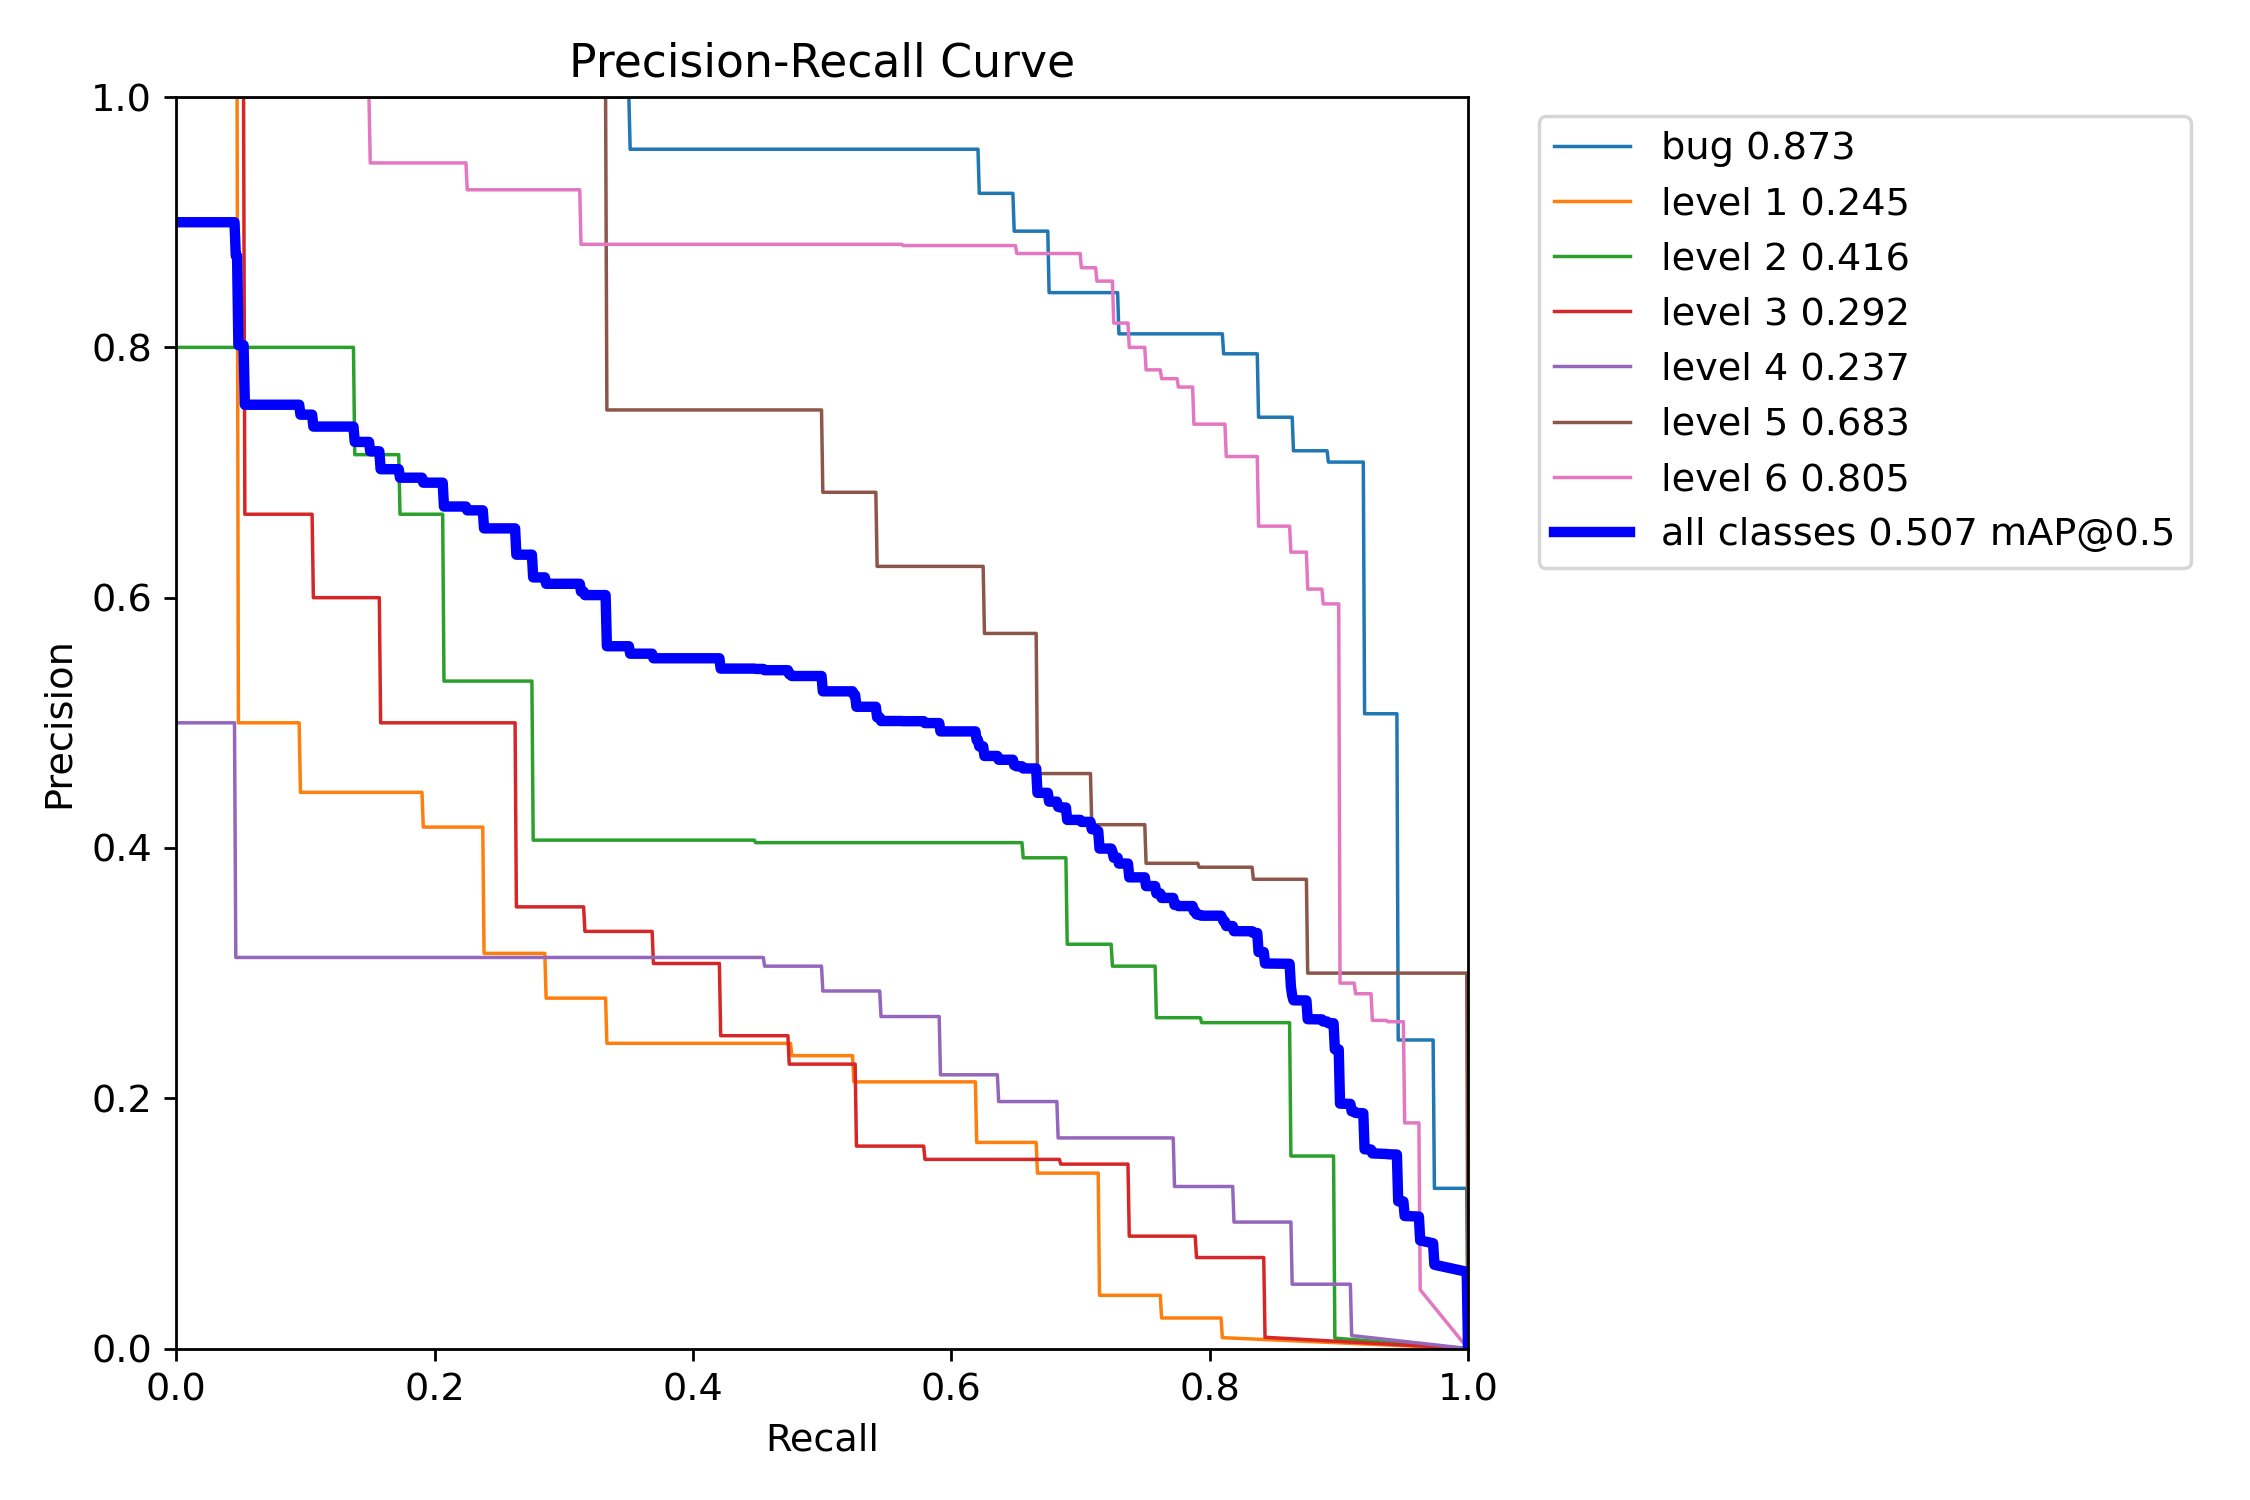 Precision-Recall Curve
1.0
0.8
0.6
0.4
0.2
0.0
Precision
0.0 0.2 0.4 0.6 0.8 1.0
Recall
bug 0.873
level 1 0.245
level 2 0.416
level 3 0.292
level 4 0.237
level 5 0.683
level 6 0.805
all classes 0.507 mAP@0.5